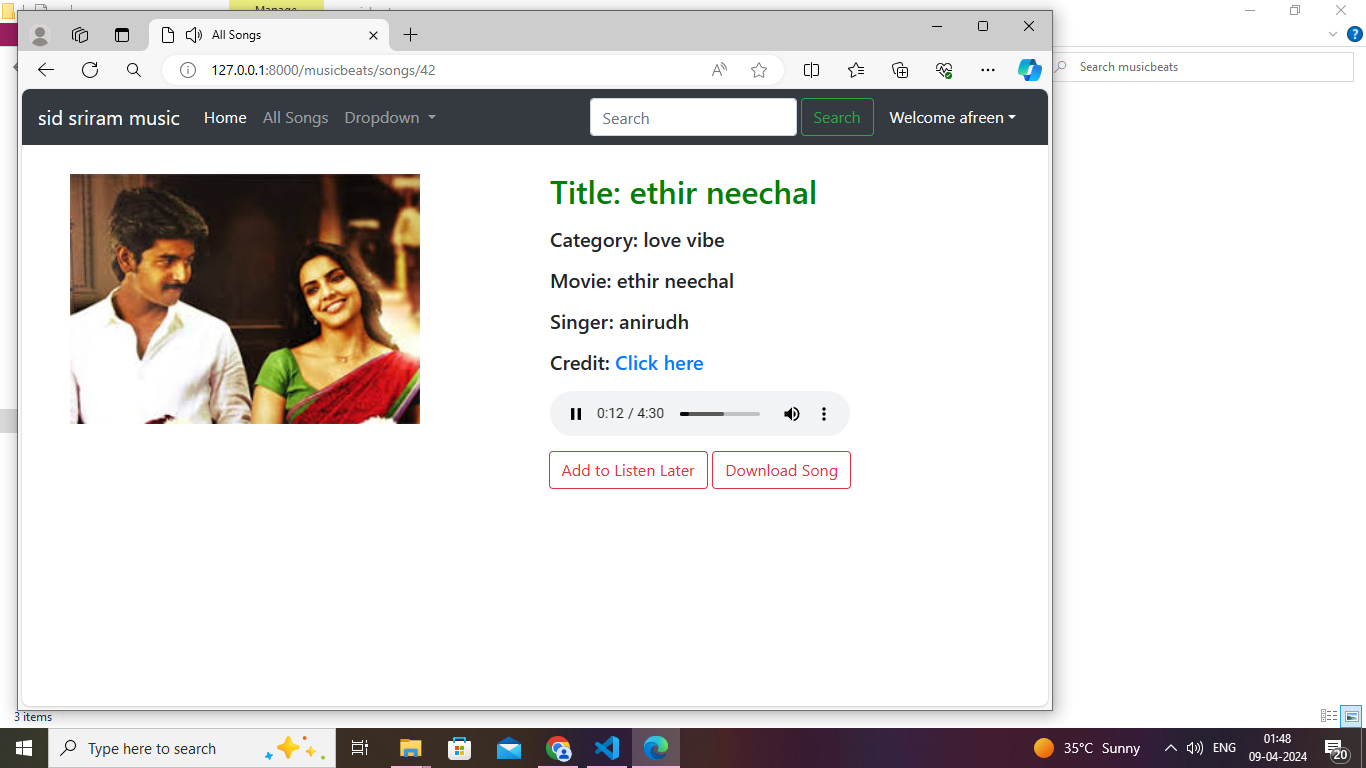 Manage
All Songs
127.0.0.1:8000/musicbeats/songs/42
Search musicbeats
sid sriram music Home All Songs Dropdown Search Search Welcome afreen
Title: ethir neechal
Category: love vibe
Movie: ethir neechal
Singer: anirudh
Credit: Click here
0:12 / 4:30
Add to Listen Later Download Song
3 items
Type here to search
35°C Sunny
ENG
01:48
09-04-2024
20